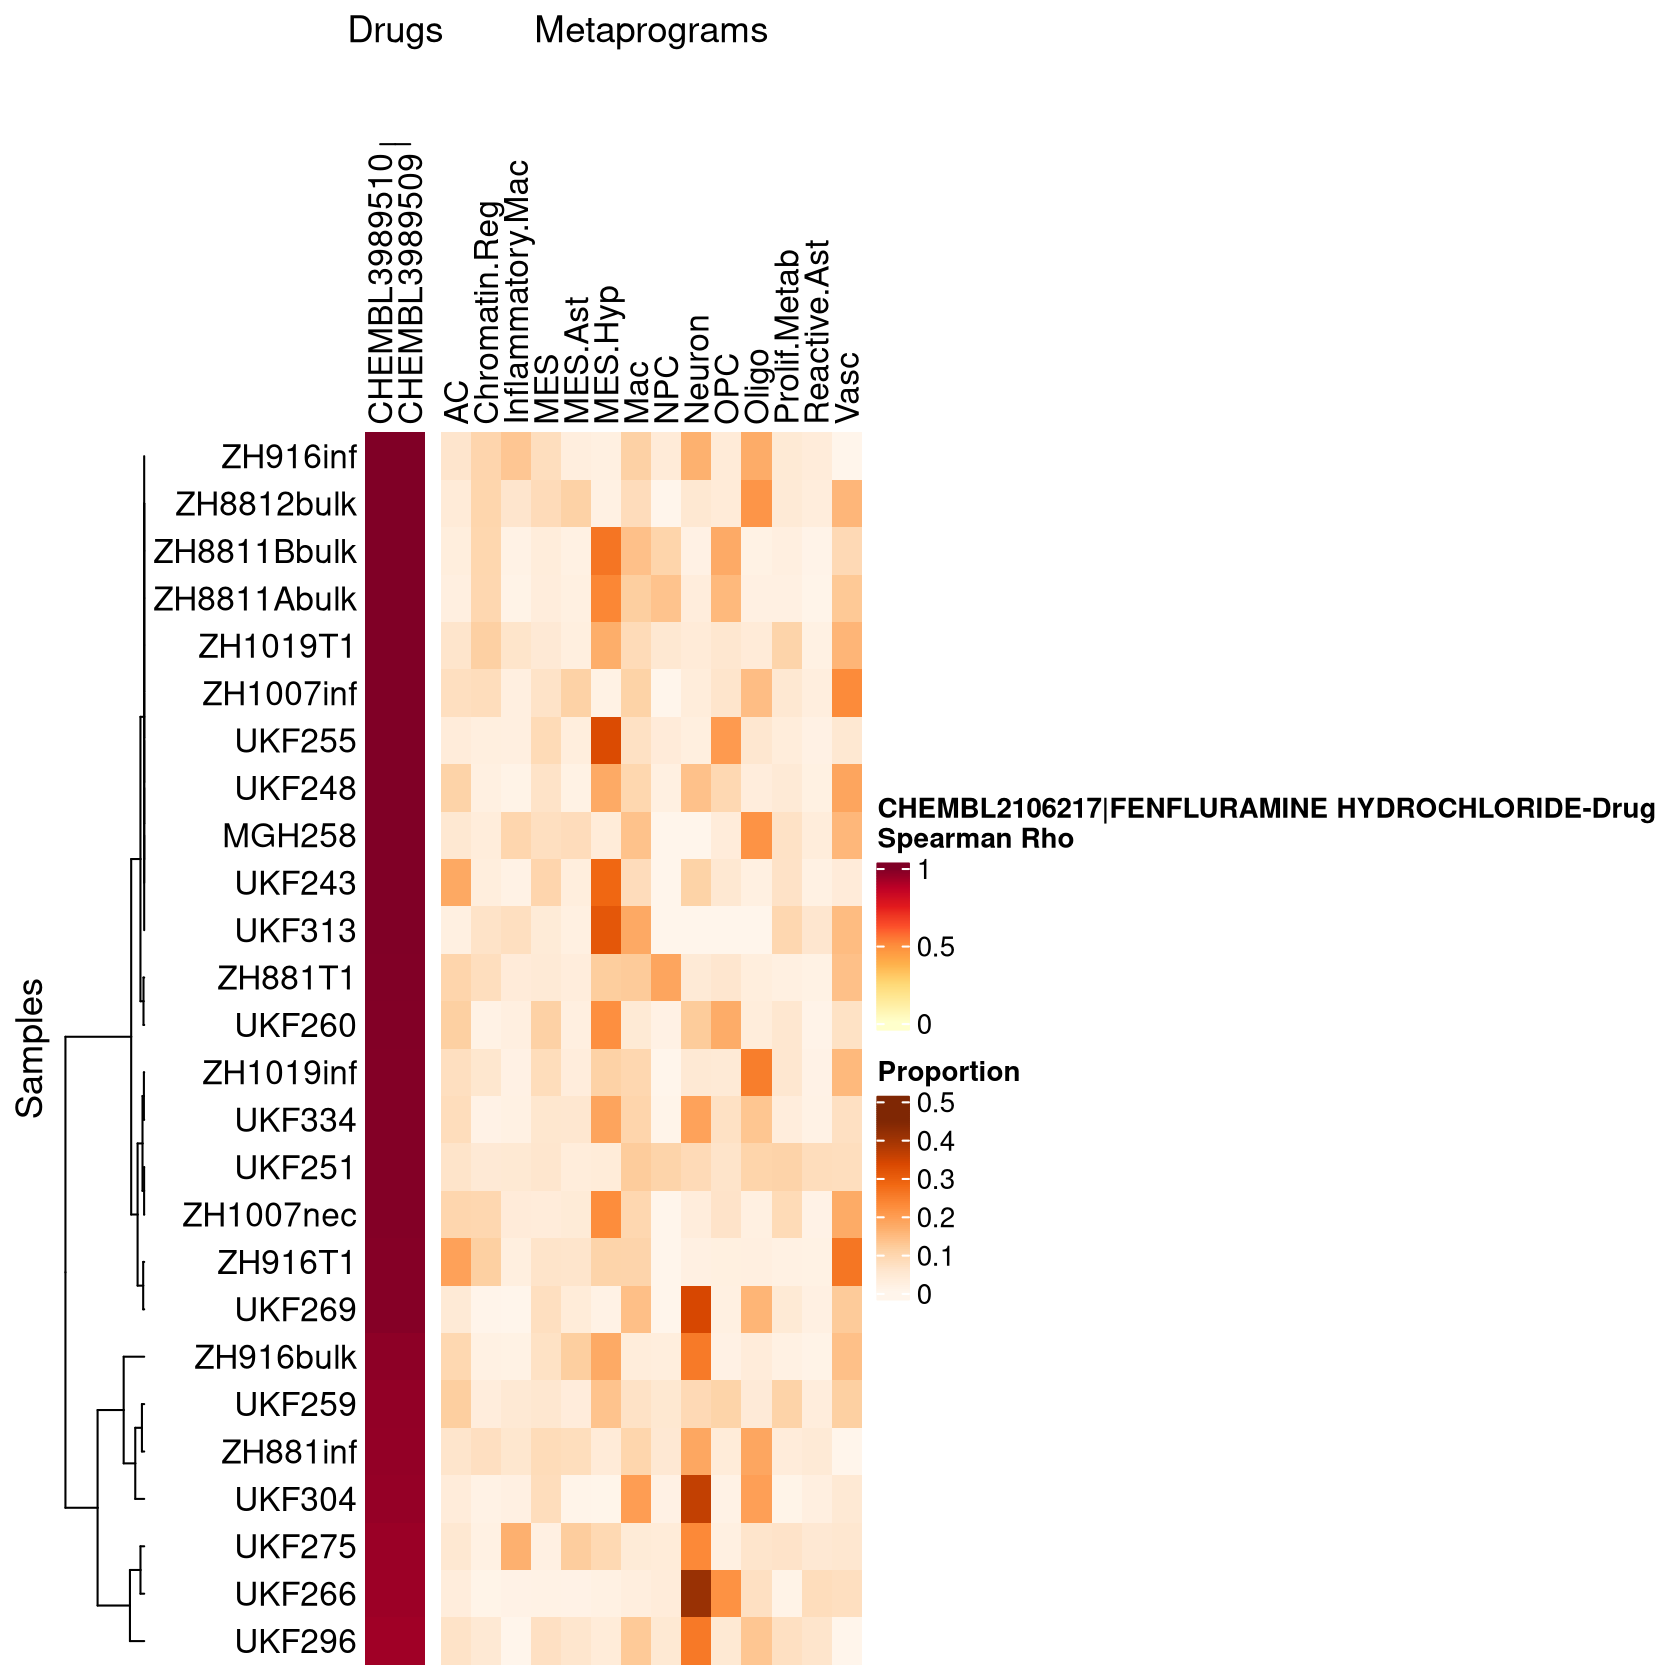 Drugs
Metaprograms
CHEMBL3989510|
CHEMBL3989509|
AC
Chromatin.Reg
Inflammatory.Mac
MES
MES.Ast
MES.Hyp
Mac
NPC
Neuron
OPC
Oligo
Prolif.Metab
Reactive.Ast
Vasc
Samples
ZH916inf
ZH8812bulk
ZH8811Bbulk
ZH8811Abulk
ZH1019T1
ZH1007inf
UKF255
UKF248
MGH258
UKF243
UKF313
ZH881T1
UKF260
ZH1019inf
UKF334
UKF251
ZH1007nec
ZH916T1
UKF269
ZH916bulk
UKF259
ZH881inf
UKF304
UKF275
UKF266
UKF296
CHEMBL2106217|FENFLURAMINE HYDROCHLORIDE-Drug
Spearman Rho
1
0.5
0
Proportion
0.5
0.4
0.3
0.2
0.1
0